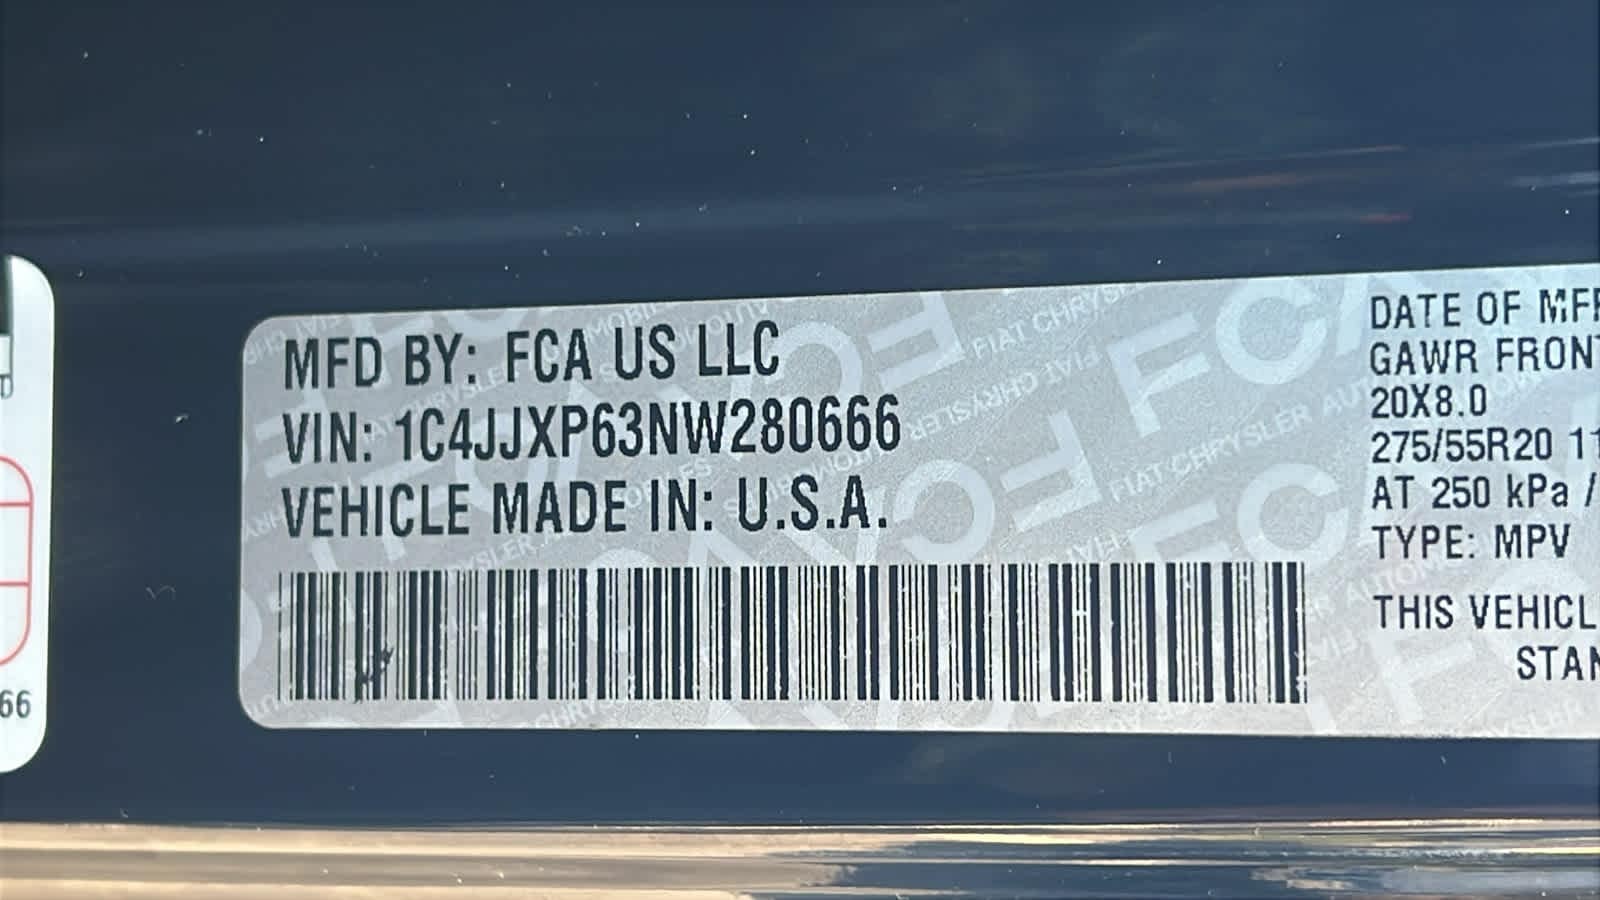 MFD BY: FCA US LLC
VIN: 1C4JJXP63NW280666
VEHICLE MADE IN: U.S.A.
DATE OF MFR
GAWR FRONT
20X8.0
275/55R20 11
AT 250 kPa /
TYPE: MPV
THIS VEHICL
STAN
66